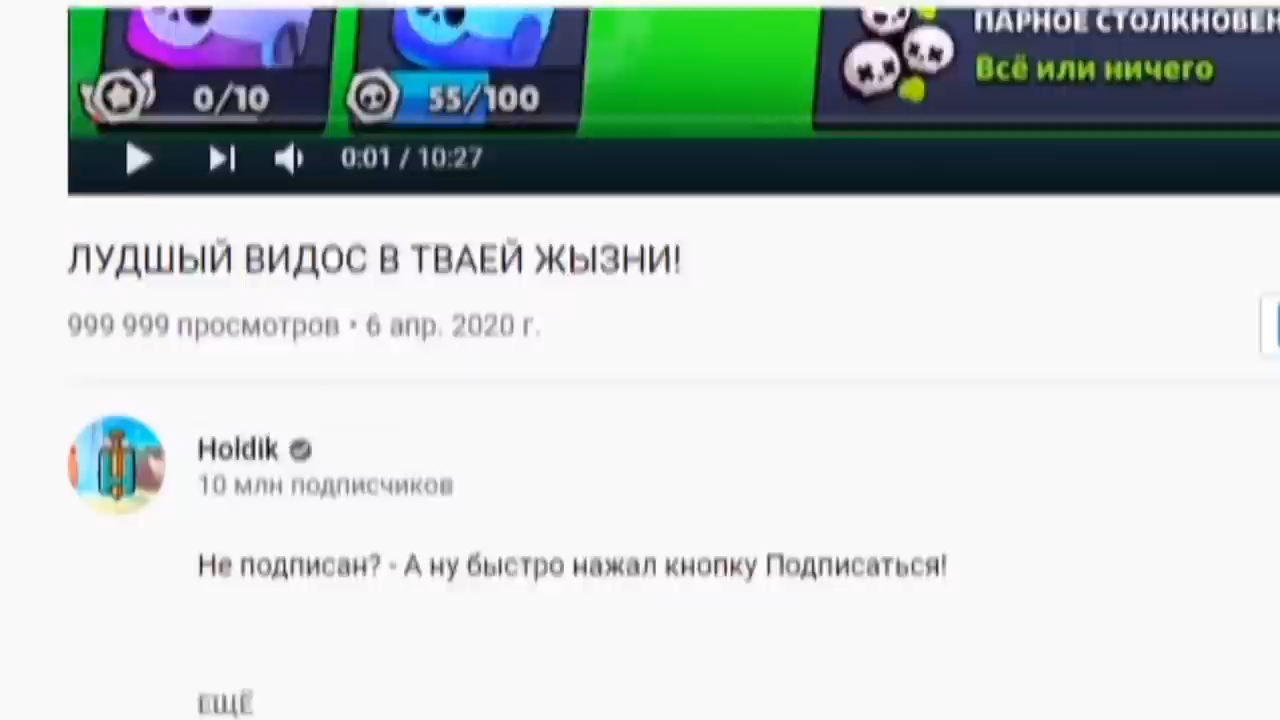 ПАРНОЕ СТОЛКНОВЕН
Всё или ничего
0/10
55/100
0:01 / 10:27
ЛУДШЫЙ ВИДОС В ТВАЕЙ ЖЫЗНИ!
999 999 просмотров • 6 апр. 2020 г.
Holdik
10 млн подписчиков
Не подписан? - А ну быстро нажал кнопку Подписаться!
ЕЩЁ